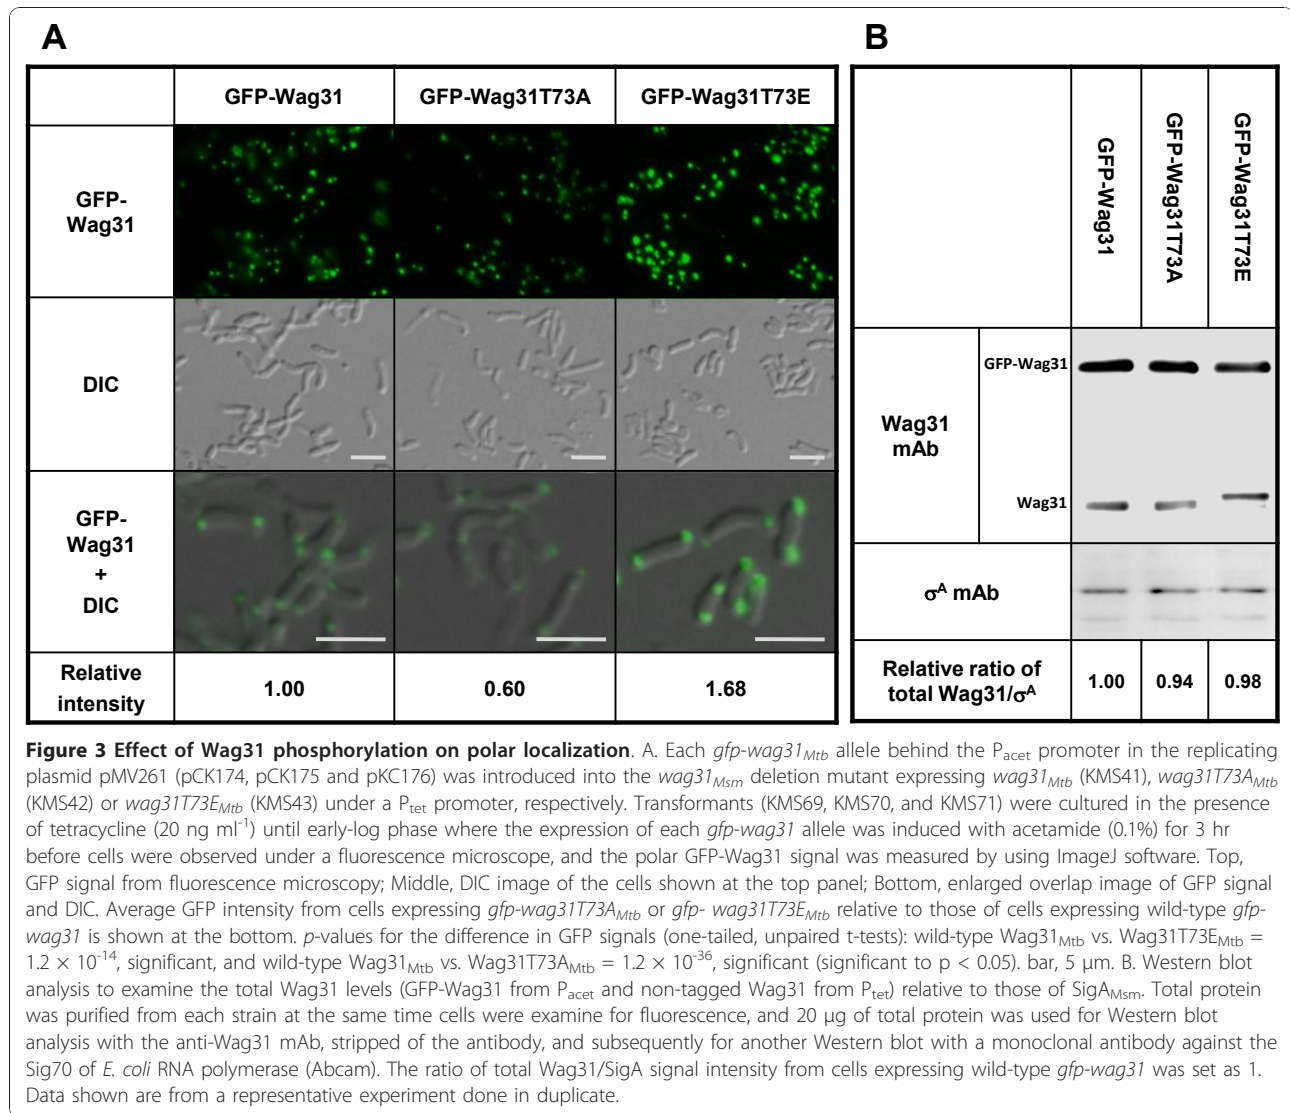 A
GFP-Wag31 GFP-Wag31T73A GFP-Wag31T73E
GFP-
Wag31
DIC
GFP-
Wag31
+
DIC
Relative
intensity
1.00 0.60 1.68
B
GFP-Wag31
GFP-Wag31T73A
GFP-Wag31T73E
Wag31
mAb
GFP-Wag31
Wag31
σA mAb
Relative ratio of
total Wag31/σA
1.00 0.94 0.98
Figure 3 Effect of Wag31 phosphorylation on polar localization. A. Each gfp-wag31Mtb allele behind the Pacet promoter in the replicating
plasmid pMV261 (pCK174, pCK175 and pKC176) was introduced into the wag31Msm deletion mutant expressing wag31Mtb (KMS41), wag31T73AMtb
(KMS42) or wag31T73EMtb (KMS43) under a Ptet promoter, respectively. Transformants (KMS69, KMS70, and KMS71) were cultured in the presence
of tetracycline (20 ng ml-1) until early-log phase where the expression of each gfp-wag31 allele was induced with acetamide (0.1%) for 3 hr
before cells were observed under a fluorescence microscope, and the polar GFP-Wag31 signal was measured by using ImageJ software. Top,
GFP signal from fluorescence microscopy; Middle, DIC image of the cells shown at the top panel; Bottom, enlarged overlap image of GFP signal
and DIC. Average GFP intensity from cells expressing gfp-wag31T73AMtb or gfp- wag31T73EMtb relative to those of cells expressing wild-type gfp-
wag31 is shown at the bottom. p-values for the difference in GFP signals (one-tailed, unpaired t-tests): wild-type Wag31Mtb vs. Wag31T73EMtb =
1.2 × 10-14, significant, and wild-type Wag31Mtb vs. Wag31T73AMtb = 1.2 × 10-36, significant (significant to p < 0.05). bar, 5 μm. B. Western blot
analysis to examine the total Wag31 levels (GFP-Wag31 from Pacet and non-tagged Wag31 from Ptet) relative to those of SigAMsm. Total protein
was purified from each strain at the same time cells were examine for fluorescence, and 20 μg of total protein was used for Western blot
analysis with the anti-Wag31 mAb, stripped of the antibody, and subsequently for another Western blot with a monoclonal antibody against the
Sig70 of E. coli RNA polymerase (Abcam). The ratio of total Wag31/SigA signal intensity from cells expressing wild-type gfp-wag31 was set as 1.
Data shown are from a representative experiment done in duplicate.